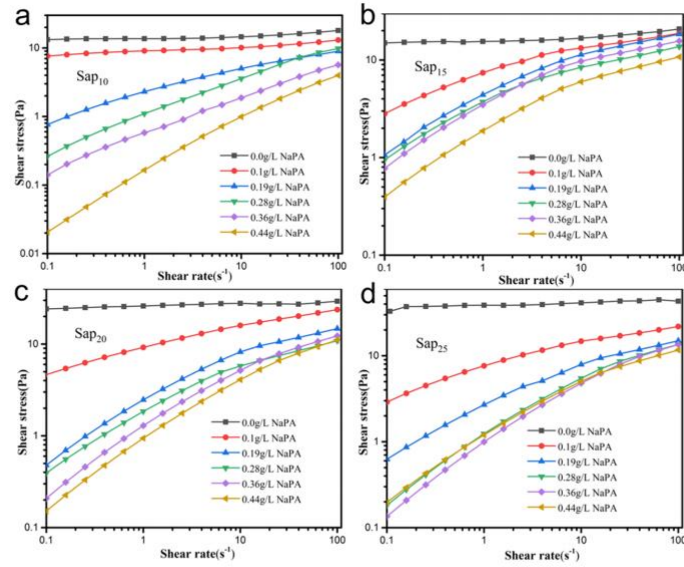 a
Shear stress(Pa)
10
1
0.1
0.01
Sap10
0.0g/L NaPA
0.1g/L NaPA
0.19g/L NaPA
0.28g/L NaPA
0.36g/L NaPA
0.44g/L NaPA
0.1 1 10 100
Shear rate(s⁻¹)
b
Shear stress(Pa)
10
1
0.1
Sap15
0.0g/L NaPA
0.1g/L NaPA
0.19g/L NaPA
0.28g/L NaPA
0.36g/L NaPA
0.44g/L NaPA
0.1 1 10 100
Shear rate(s⁻¹)
c
Shear stress(Pa)
10
1
0.1
Sap20
0.0g/L NaPA
0.1g/L NaPA
0.19g/L NaPA
0.28g/L NaPA
0.36g/L NaPA
0.44g/L NaPA
0.1 1 10 100
Shear rate(s⁻¹)
d
Shear stress(Pa)
10
1
0.1
Sap25
0.0g/L NaPA
0.1g/L NaPA
0.19g/L NaPA
0.28g/L NaPA
0.36g/L NaPA
0.44g/L NaPA
0.1 1 10 100
Shear rate(s⁻¹)